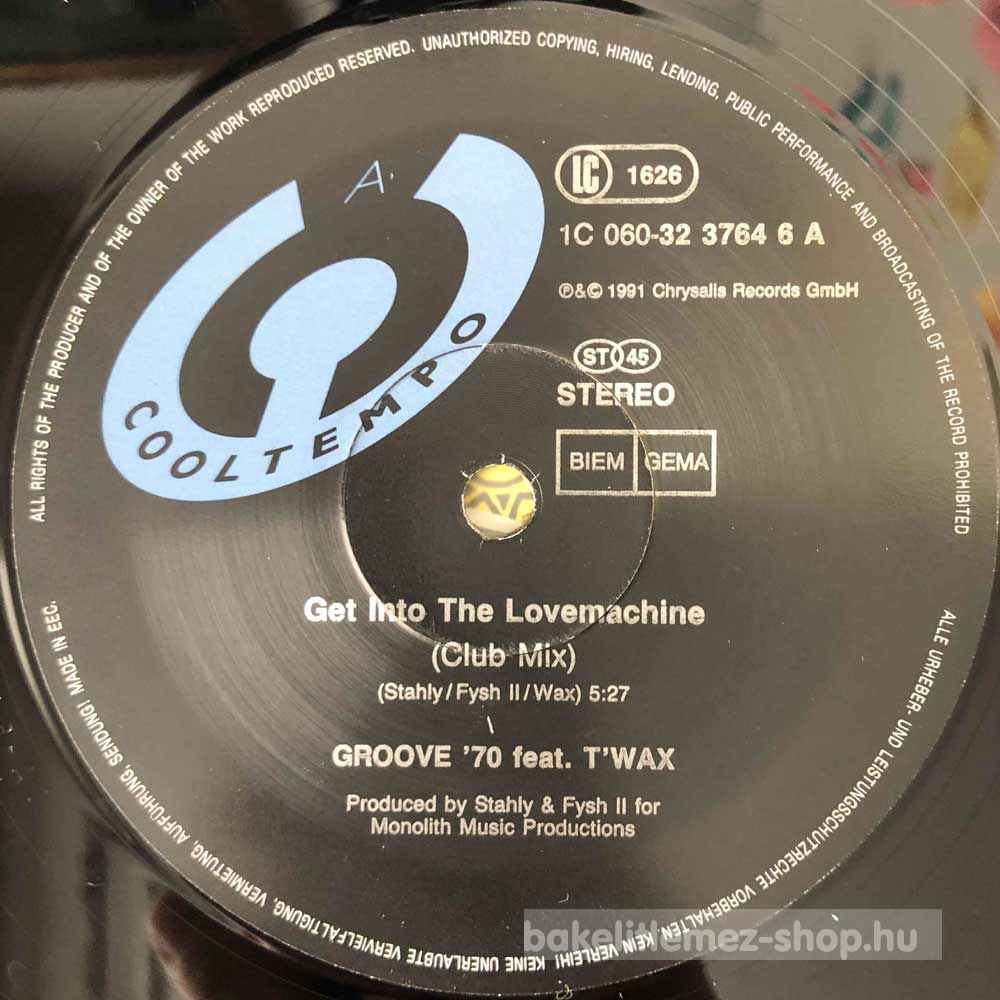 ALL RIGHTS OF THE PRODUCER AND OF THE OWNER OF THE WORK REPRODUCED RESERVED. UNAUTHORIZED COPYING, HIRING, LENDING, PUBLIC PERFORMANCE AND BROADCASTING OF THE RECORD PROHIBITED
A
COOLTEMPO
LC 1626
1C 060-32 3764 6 A
℗&© 1991 Chrysalis Records GmbH
ST 45
STEREO
BIEM GEMA
Get Into The Lovemachine
(Club Mix)
(Stahly/Fysh II/Wax) 5:27
GROOVE '70 feat. T'WAX
Produced by Stahly & Fysh II for
Monolith Music Productions
ALLE URHEBER- UND LEISTUNGSSCHUTZRECHTE VORBEHALTEN. KEIN VERLEIH! KEINE UNERLAUBTE VERVIELFÄLTIGUNG, VERMIETUNG, AUFFÜHRUNG, SENDUNG! MADE IN EEC.
bakelitlemez-shop.hu